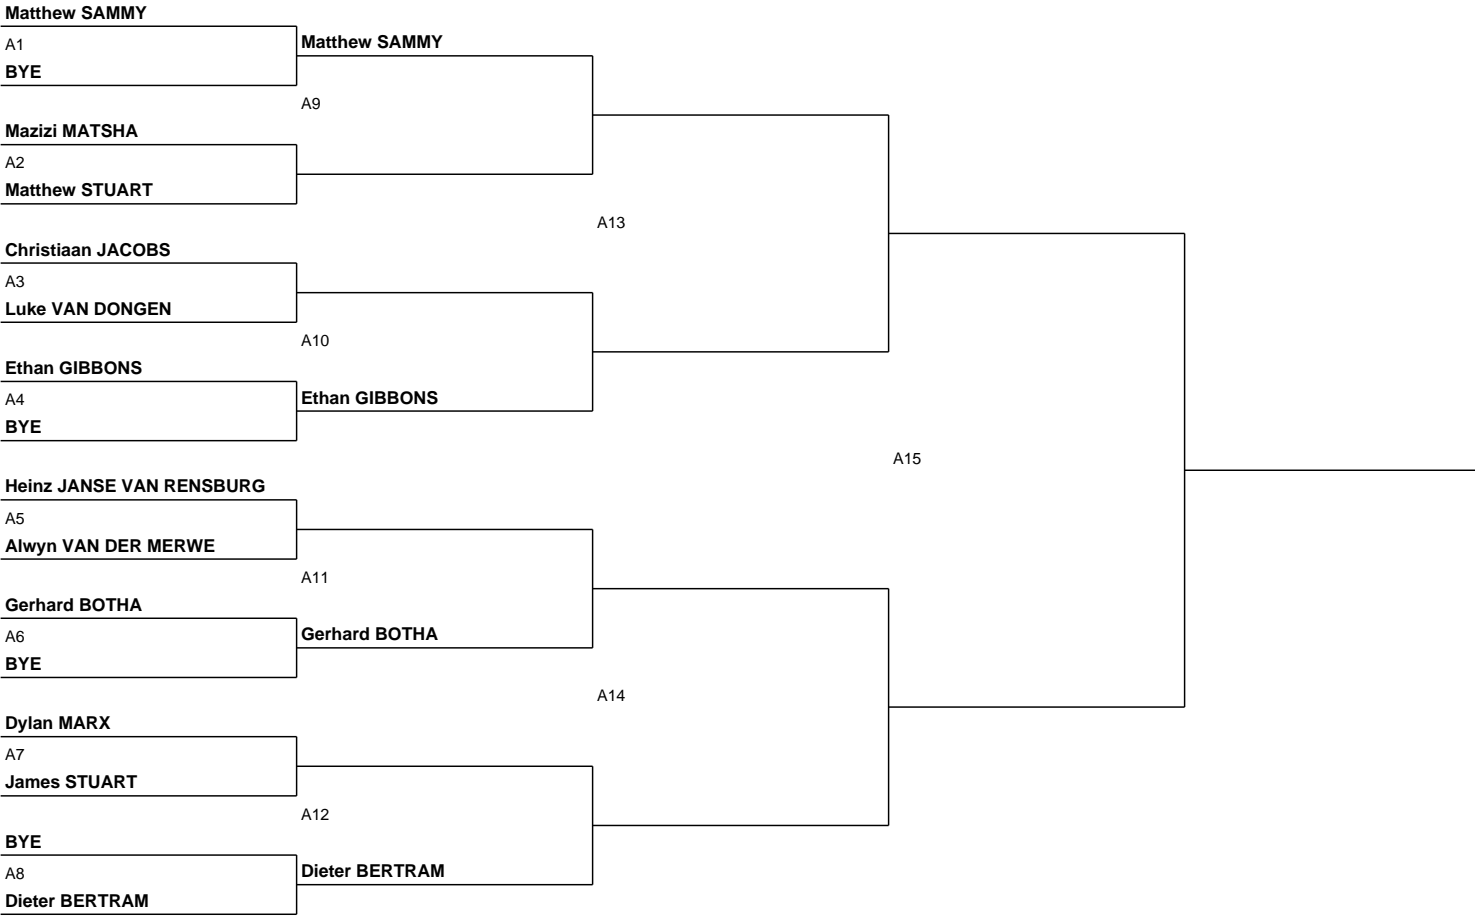 Matthew SAMMY
A1
BYE
Matthew SAMMY
A9
Mazizi MATSHA
A2
Matthew STUART
A13
Christiaan JACOBS
A3
Luke VAN DONGEN
A10
Ethan GIBBONS
A4
BYE
Ethan GIBBONS
A15
Heinz JANSE VAN RENSBURG
A5
Alwyn VAN DER MERWE
A11
Gerhard BOTHA
A6
BYE
Gerhard BOTHA
A14
Dylan MARX
A7
James STUART
A12
BYE
A8
Dieter BERTRAM
Dieter BERTRAM